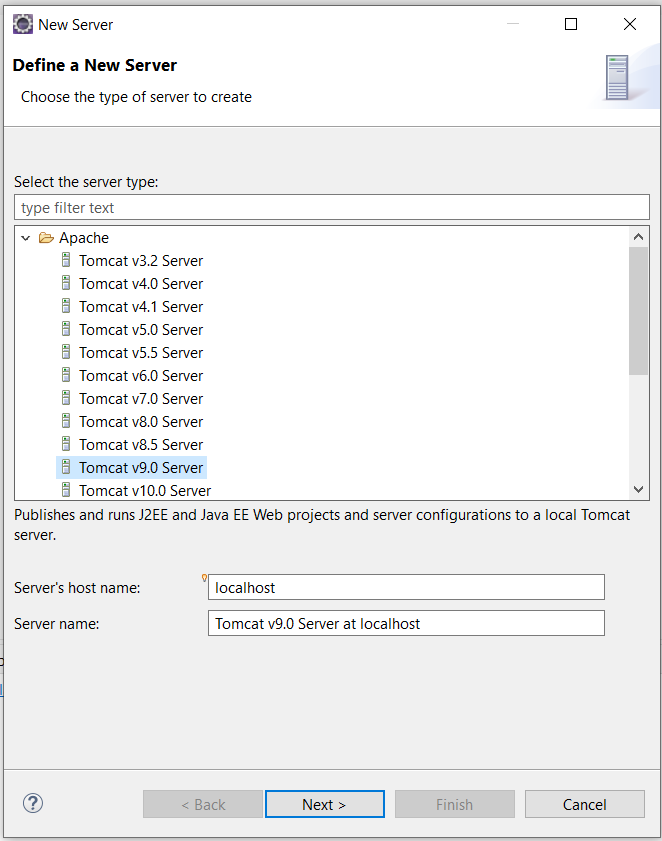 New Server
Define a New Server
Choose the type of server to create
Select the server type:
type filter text
Apache
Tomcat v3.2 Server
Tomcat v4.0 Server
Tomcat v4.1 Server
Tomcat v5.0 Server
Tomcat v5.5 Server
Tomcat v6.0 Server
Tomcat v7.0 Server
Tomcat v8.0 Server
Tomcat v8.5 Server
Tomcat v9.0 Server
Tomcat v10.0 Server
Publishes and runs J2EE and Java EE Web projects and server configurations to a local Tomcat
server.
Server's host name: localhost
Server name: Tomcat v9.0 Server at localhost
? < Back Next > Finish Cancel